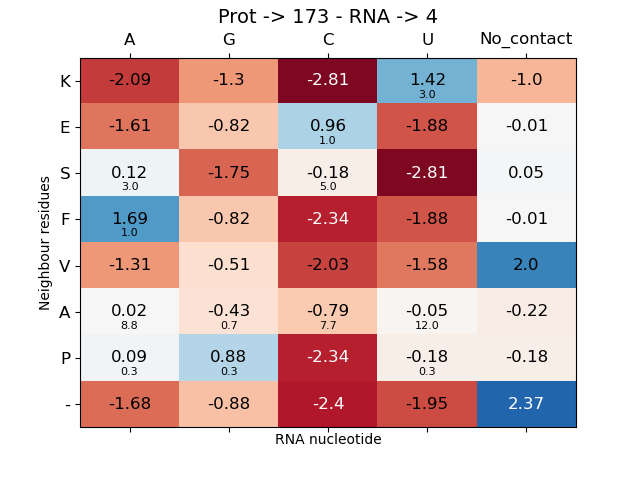 Prot -> 173 - RNA -> 4
A G C U No_contact
K -2.09 -1.3 -2.81 1.42 -1.0
3.0
E -1.61 -0.82 0.96 -1.88 -0.01
1.0
S 0.12 -1.75 -0.18 -2.81 0.05
3.0 5.0
F 1.69 -0.82 -2.34 -1.88 -0.01
1.0
V -1.31 -0.51 -2.03 -1.58 2.0
A 0.02 -0.43 -0.79 -0.05 -0.22
8.8 0.7 7.7 12.0
P 0.09 0.88 -2.34 -0.18 -0.18
0.3 0.3 0.3
- -1.68 -0.88 -2.4 -1.95 2.37
Neighbour residues
RNA nucleotide